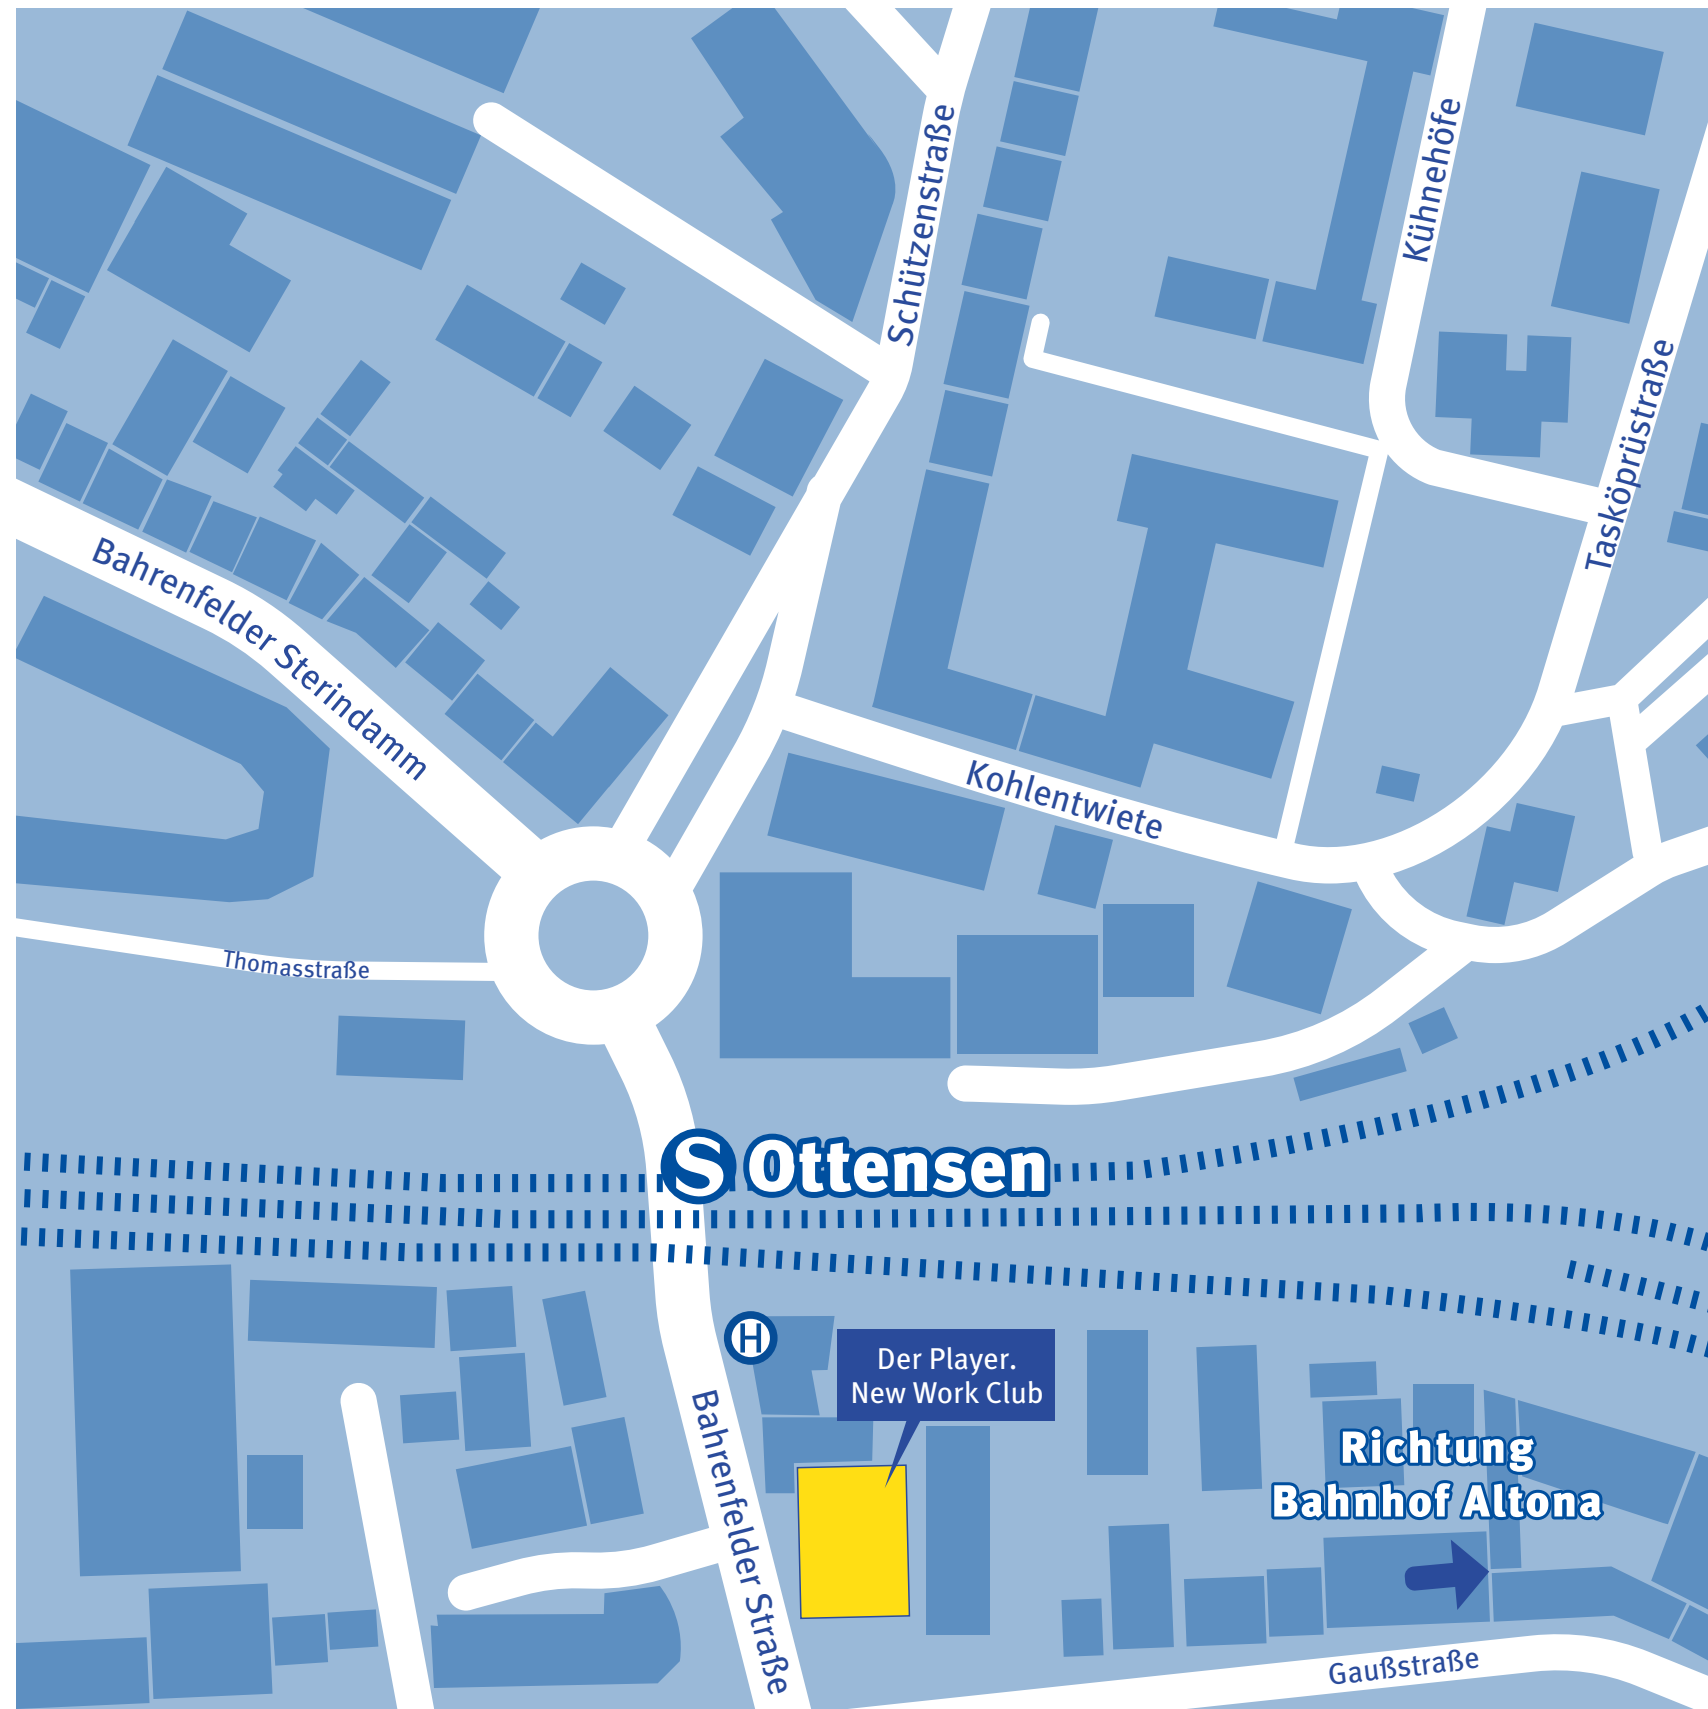 Schützenstraße
Kühnehöfe
Tasköprüstraße
Bahrenfelder Sterindamm
Kohlentwiete
Thomasstraße
S Ottensen
H
Der Player.
New Work Club
Bahrenfelder Straße
Richtung
Bahnhof Altona
Gaußstraße